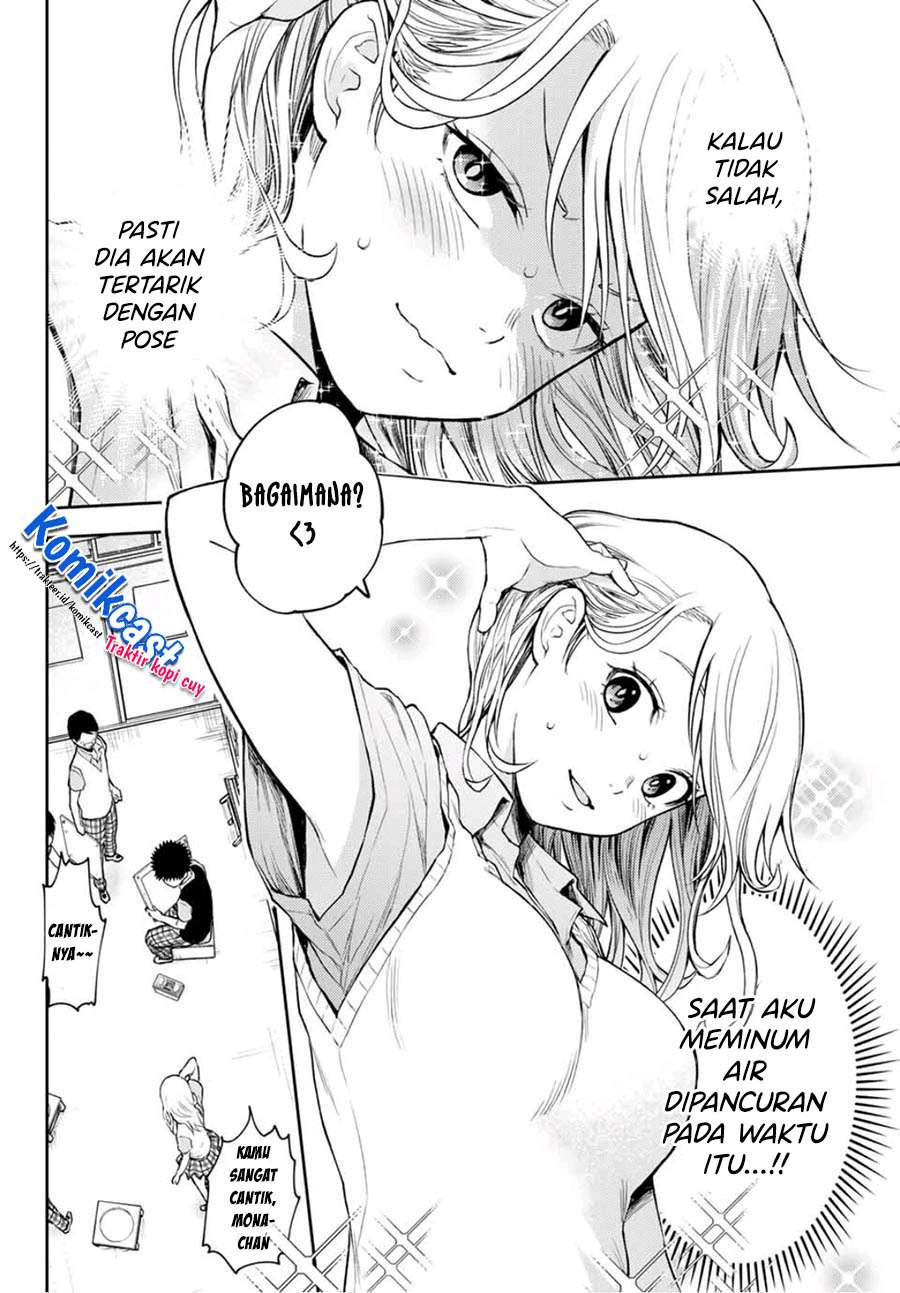 KALAU
TIDAK
SALAH,
PASTI
DIA AKAN
TERTARIK
DENGAN
POSE
BAGAIMANA?
<3
Komikcast
https://trakteer.id/komikcast
Traktir kopi cuy
SAAT AKU
MEMINUM
AIR
DIPANCURAN
PADA WAKTU
ITU...!!
CANTIK-
NYA~~
KAMU
SANGAT
CANTIK,
MONA-
CHAN